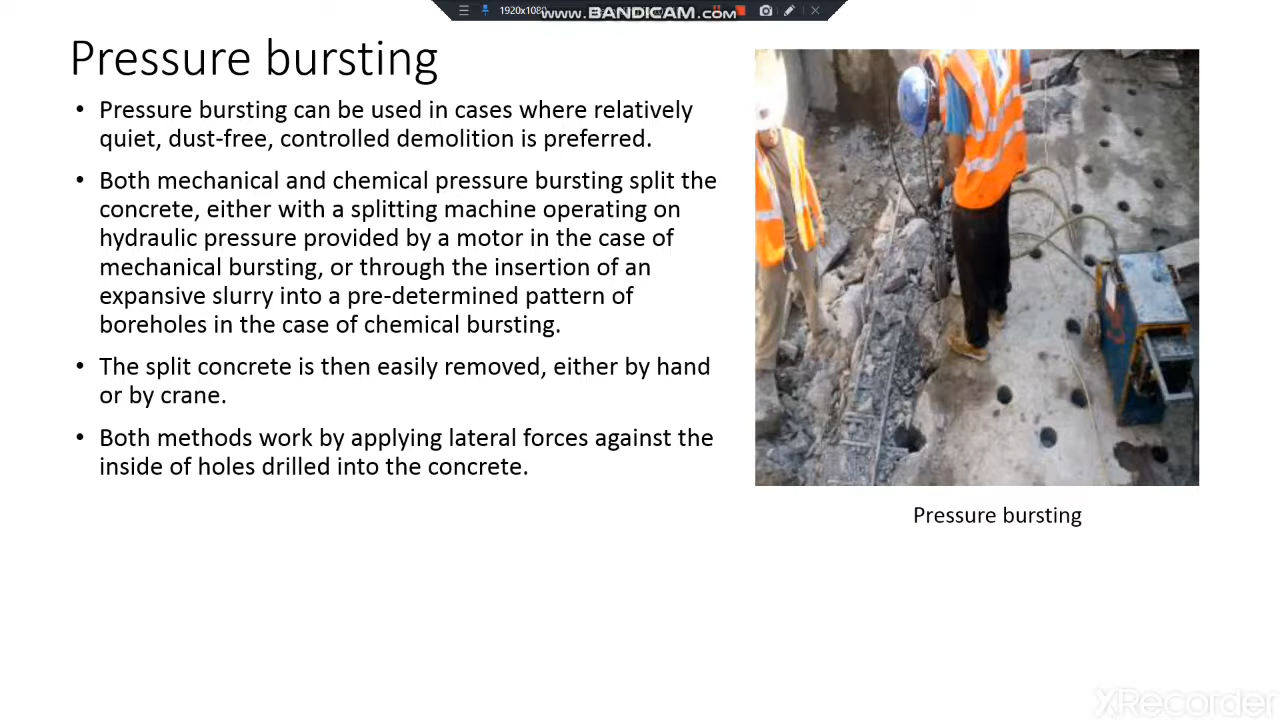 1920x1080
www.BANDICAM.com
Pressure bursting
• Pressure bursting can be used in cases where relatively
quiet, dust-free, controlled demolition is preferred.
• Both mechanical and chemical pressure bursting split the
concrete, either with a splitting machine operating on
hydraulic pressure provided by a motor in the case of
mechanical bursting, or through the insertion of an
expansive slurry into a pre-determined pattern of
boreholes in the case of chemical bursting.
• The split concrete is then easily removed, either by hand
or by crane.
• Both methods work by applying lateral forces against the
inside of holes drilled into the concrete.
Pressure bursting
XRecorder